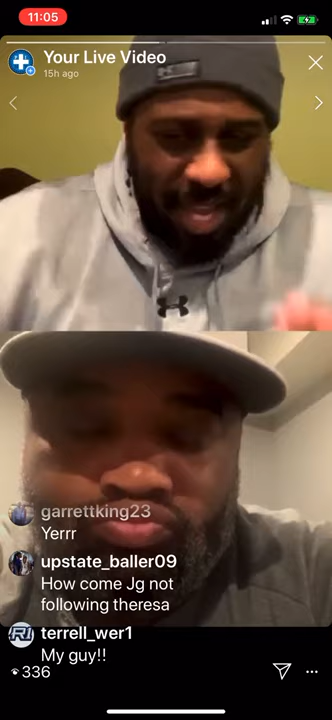 11:05
Your Live Video
15h ago
garrettking23
Yerrr
upstate_baller09
How come Jg not
following theresa
terrell_wer1
My guy!!
336